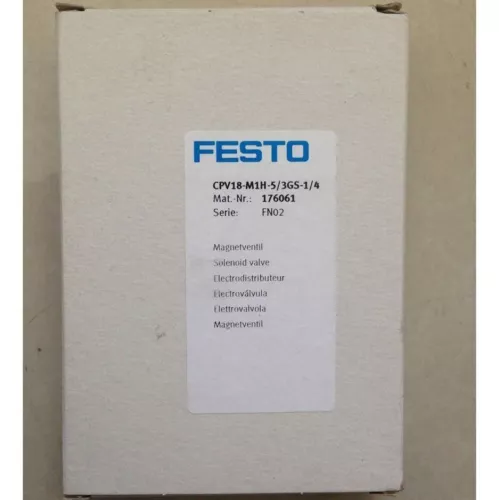 FESTO
CPV18-M1H-5/3GS-1/4
Mat.-Nr.: 176061
Serie: FN02
Magnetventil
Solenoid valve
Electrodistributeur
Electroválvula
Elettrovalvola
Magnetventil